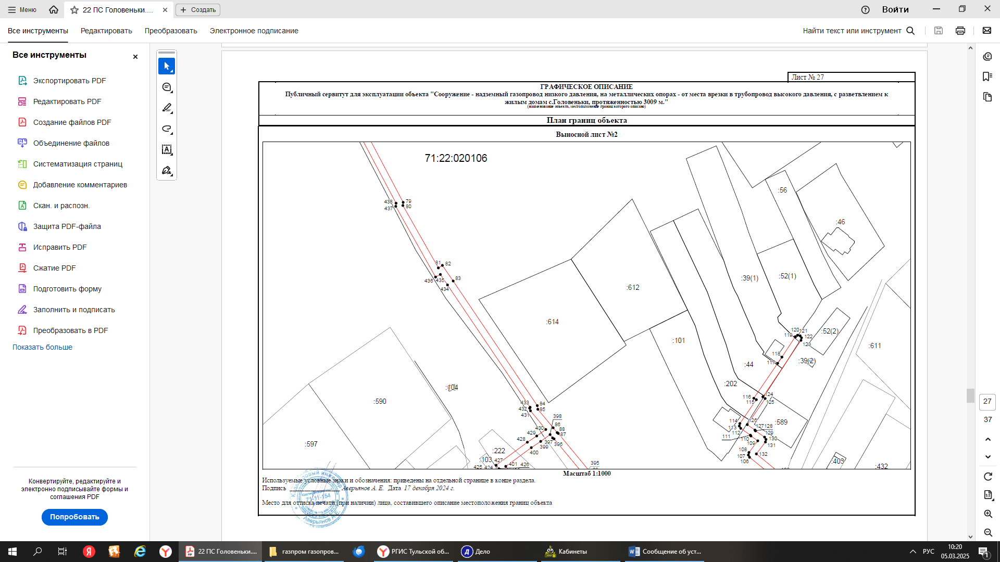 Меню
22 ПС Головеньки....
Создать
Войти
Все инструменты
Редактировать
Преобразовать
Электронное подписание
Найти текст или инструмент
Все инструменты
Экспортировать PDF
Редактировать PDF
Создание файлов PDF
Объединение файлов
Систематизация страниц
Добавление комментариев
Скан. и распозн.
Защита PDF-файла
Исправить PDF
Сжатие PDF
Подготовить форму
Заполнить и подписать
Преобразовать в PDF
Показать больше
Конвертируйте, редактируйте и
электронно подписывайте формы и
соглашения PDF
Попробовать
Лист № 27
ГРАФИЧЕСКОЕ ОПИСАНИЕ
Публичный сервитут для эксплуатации объекта "Сооружение - надземный газопровод низкого давления, на металлических опорах - от места врезки в трубопровод высокого давления, с разветвлением к
жилым домам с.Головеньки, протяженностью 3009 м."
(наименование объекта, местоположение границ которого описано)
План границ объекта
Выносной лист №2
71:22:020106
:56
:46
438
79
437
80
81
82
436
435
83
434
:39(1)
:52(1)
:612
:614
:101
120
121
119
122
123
:52(2)
:611
118
117
:39(2)
:44
:202
:104
:590
124
116
115
125
433
84
432
85
431
398
114
126
:589
113
86
430
88
127
128
112
429
87
129
111
110
130
428
397
109
131
:597
396
399
:222
400
108
107
132
106
:103
427
401
426
425
424
395
:403
:432
Масштаб 1:1000
Используемые условные знаки и обозначения: приведены на отдельной странице в конце раздела.
Подпись Аверьянов А. Е. Дата 17 декабря 2024 г.
71-11-154
Место для оттиска печати (при наличии) лица, составившего описание местоположения границ объекта
Аверьянов А.Е.
27
37
22 ПС Головеньки....
газпром газопров...
РГИС Тульской об...
Дело
Кабинеты
Сообщение об уст...
РУС
10:20
05.03.2025
1